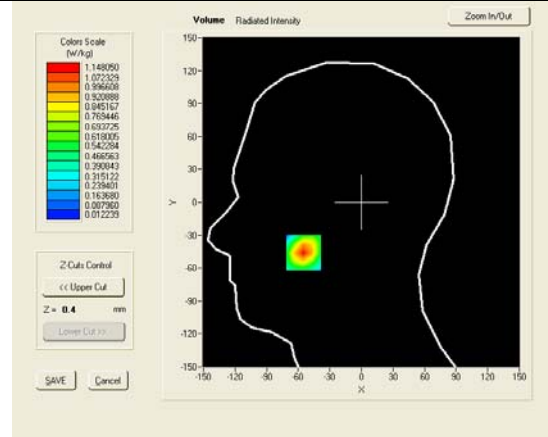 Volume Radiated Intensity
Zoom In/Out
Colors Scale
(W/kg)
1.148050
1.072329
0.996608
0.920888
0.845167
0.769446
0.693725
0.618005
0.542284
0.466563
0.390843
0.315122
0.239401
0.163680
0.087960
0.012239
Z-Cuts Control
<< Upper Cut
Z = 0.4 mm
Lower Cut >>
SAVE
Cancel
150
120
90
60
30
0
-30
-60
-90
-120
-150
Y
-150 -120 -90 -60 -30 0 30 60 90 120 150
X